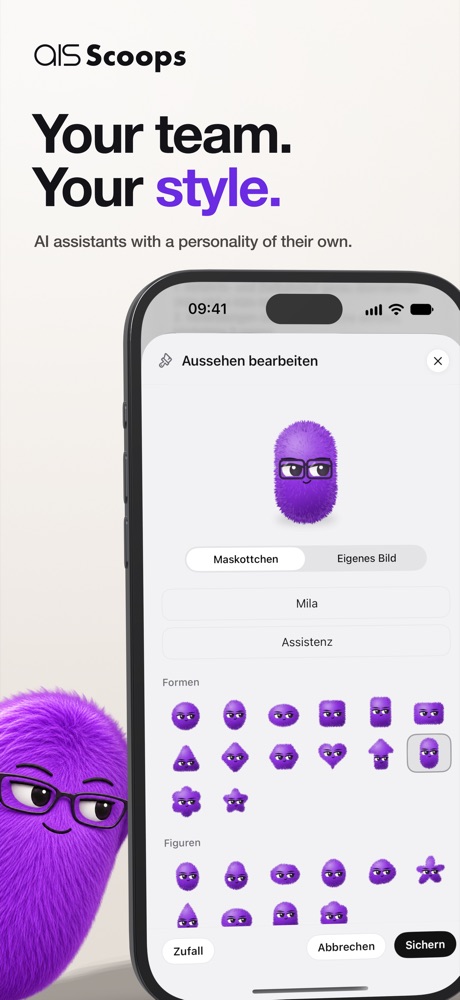 ais Scoops
Your team.
Your style.
AI assistants with a personality of their own.
09:41
Aussehen bearbeiten
Maskottchen
Eigenes Bild
Mila
Assistenz
Formen
Figuren
Zufall
Abbrechen
Sichern